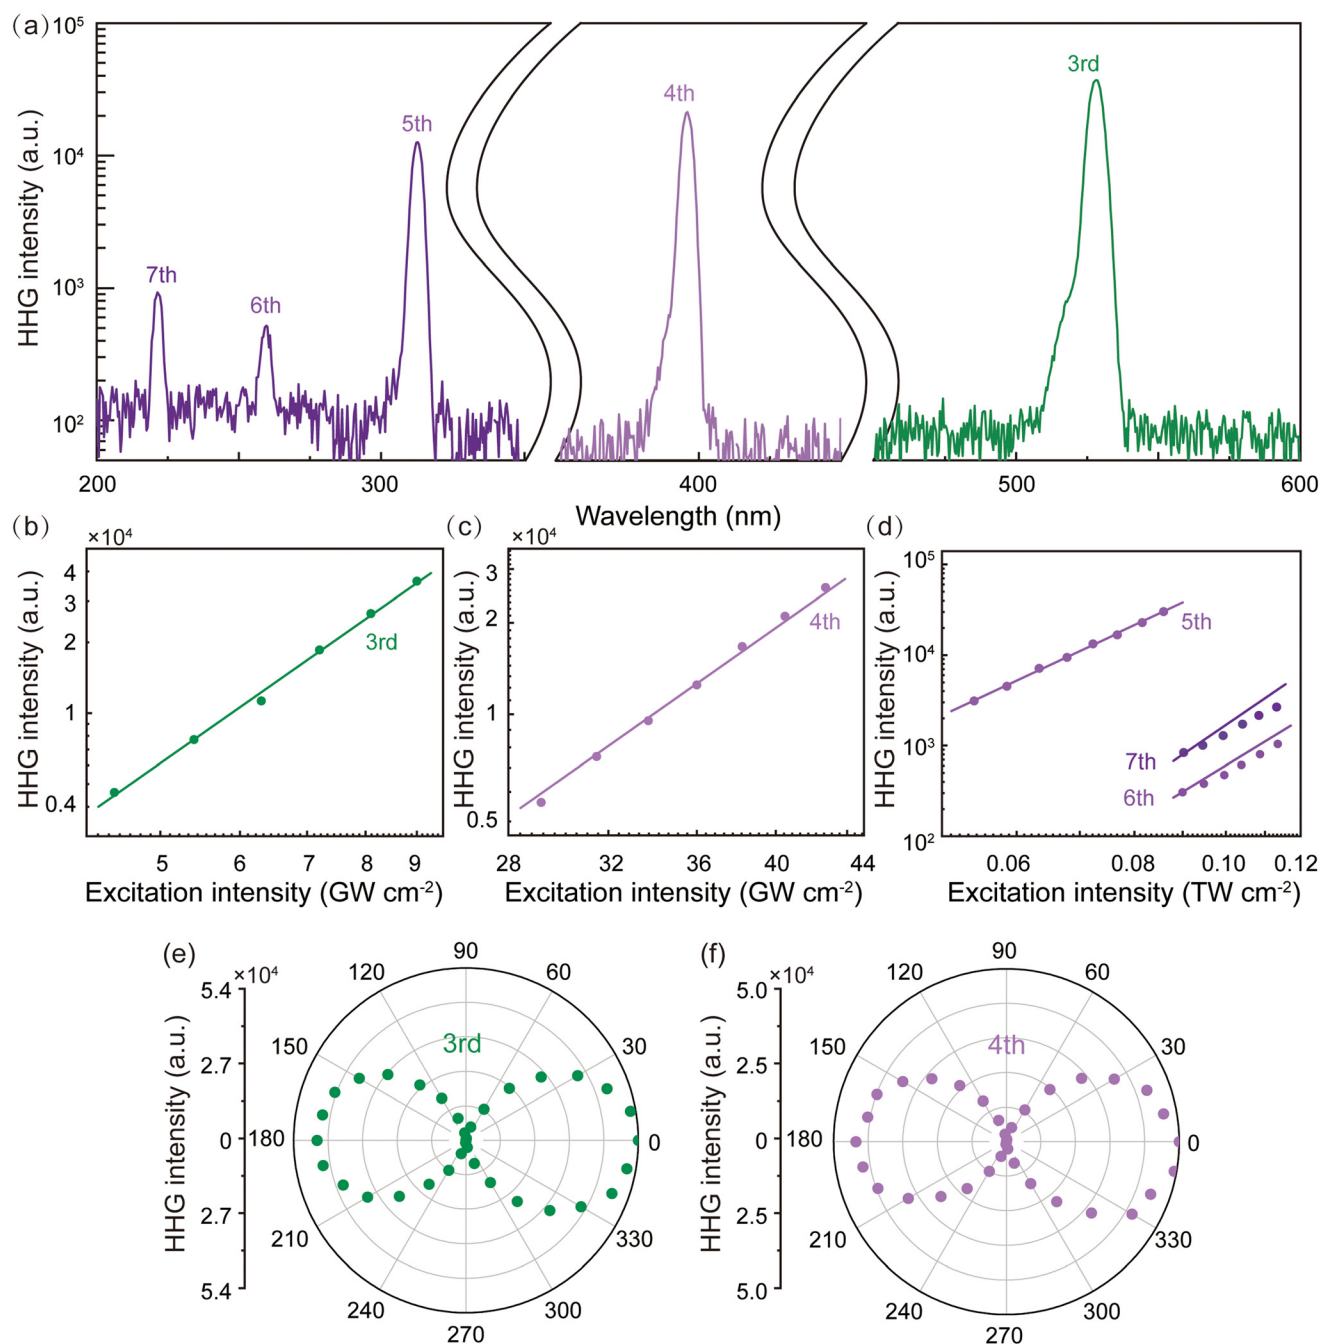 (a)
10⁵
10⁴
10³
10²
HHG intensity (a.u.)
7th
6th
5th
4th
3rd
200
300
400
500
600
Wavelength (nm)
(b)
×10⁴
4
3
2
1
0.4
HHG intensity (a.u.)
3rd
5
6
7
8
9
Excitation intensity (GW cm⁻²)
(c)
×10⁴
3
2
1
0.5
HHG intensity (a.u.)
4th
28
32
36
40
44
Excitation intensity (GW cm⁻²)
(d)
10⁵
10⁴
10³
10²
HHG intensity (a.u.)
5th
7th
6th
0.06
0.08
0.10
0.12
Excitation intensity (TW cm⁻²)
(e)
×10⁴
5.4
2.7
0
2.7
5.4
HHG intensity (a.u.)
3rd
90
60
30
0
330
300
270
240
210
180
150
120
(f)
×10⁴
5.0
2.5
0
2.5
5.0
HHG intensity (a.u.)
4th
90
60
30
0
330
300
270
240
210
180
150
120